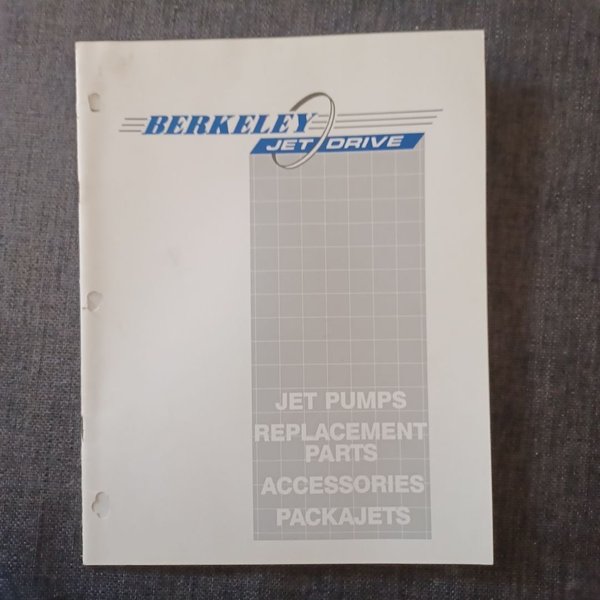 BERKELEY
JET DRIVE
JET PUMPS
REPLACEMENT
PARTS
ACCESSORIES
PACKAJETS